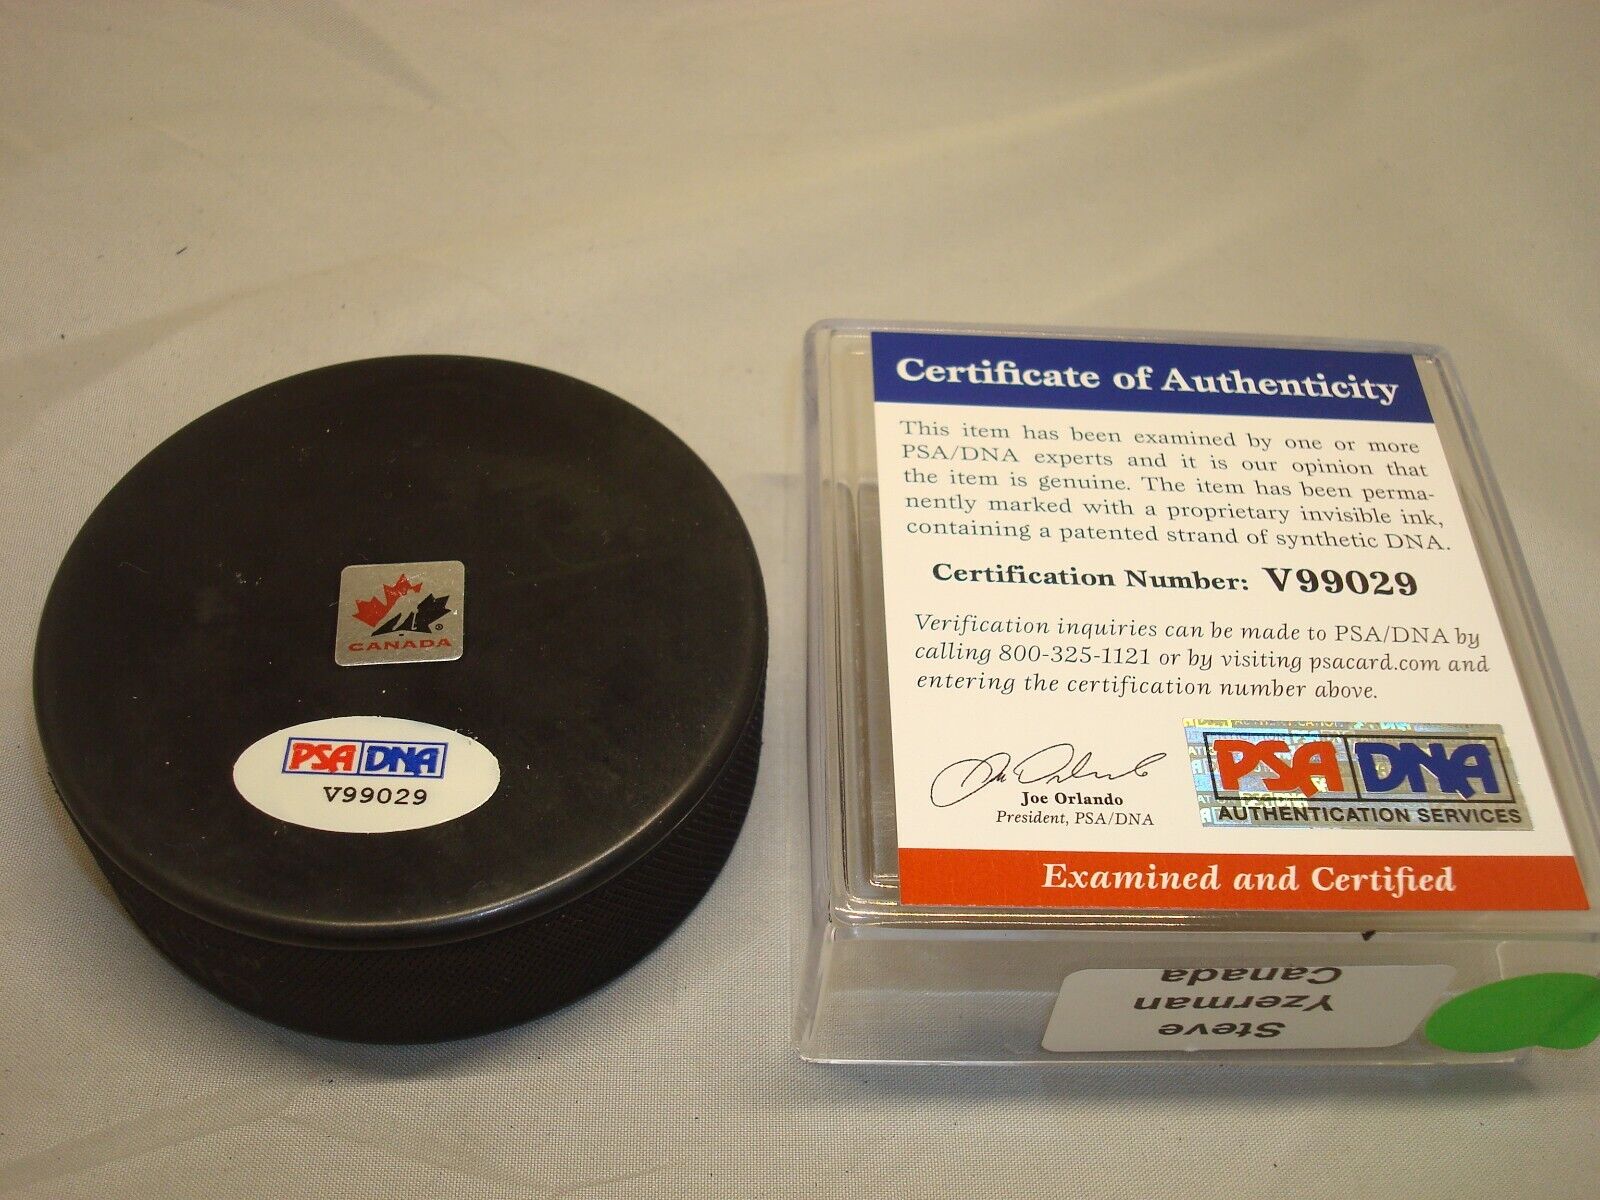 CANADA
PSA DNA
V99029
Certificate of Authenticity
This item has been examined by one or more
PSA/DNA experts and it is our opinion that
the item is genuine. The item has been perma-
nently marked with a proprietary invisible ink,
containing a patented strand of synthetic DNA.
Certification Number: V99029
Verification inquiries can be made to PSA/DNA by
calling 800-325-1121 or by visiting psacard.com and
entering the certification number above.
Joe Orlando
President, PSA/DNA
PSA DNA
AUTHENTICATION SERVICES
Examined and Certified
Steve
Yzerman
Canada